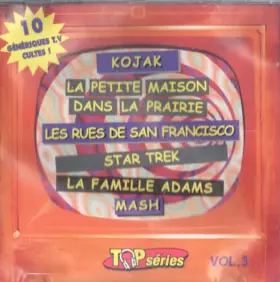 10
GÉNÉRIQUES T.V
CULTES !
KOJAK
LA PETITE MAISON
DANS LA PRAIRIE
LES RUES DE SAN FRANCISCO
STAR TREK
LA FAMILLE ADAMS
MASH
TOP séries
VOL.3